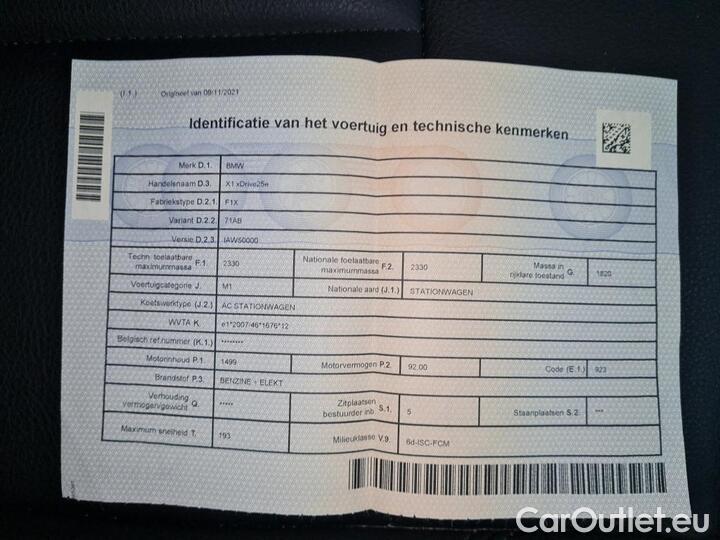 (I.1.) Origineel van 09/11/2021
Identificatie van het voertuig en technische kenmerken
Merk D.1. BMW
Handelsnaam D.3. X1 xDrive25e
Fabriekstype D.2.1. F1X
Variant D.2.2. 71AB
Versie D.2.3. IAW50000
Techn. toelaatbare maximummassa F.1. 2330 Nationale toelaatbare maximummassa F.2. 2330 Massa in rijklare toestand G. 1820
Voertuigcategorie J. M1 Nationale aard (J.1.) STATIONWAGEN
Koetswerktype (J.2.) AC STATIONWAGEN
WVTA K. e1*2007/46*1676*12
Belgisch ref.nummer (K.1.) ********
Motorinhoud P.1. 1499 Motorvermogen P.2. 92.00 Code (E.1.) 923
Brandstof P.3. BENZINE + ELEKT
Verhouding vermogen/gewicht Q. ***** Zitplaatsen bestuurder inb. S.1. 5 Staanplaatsen S.2. ***
Maximum snelheid T. 193 Milieuklasse V.9. 6d-ISC-FCM
CarOutlet.eu